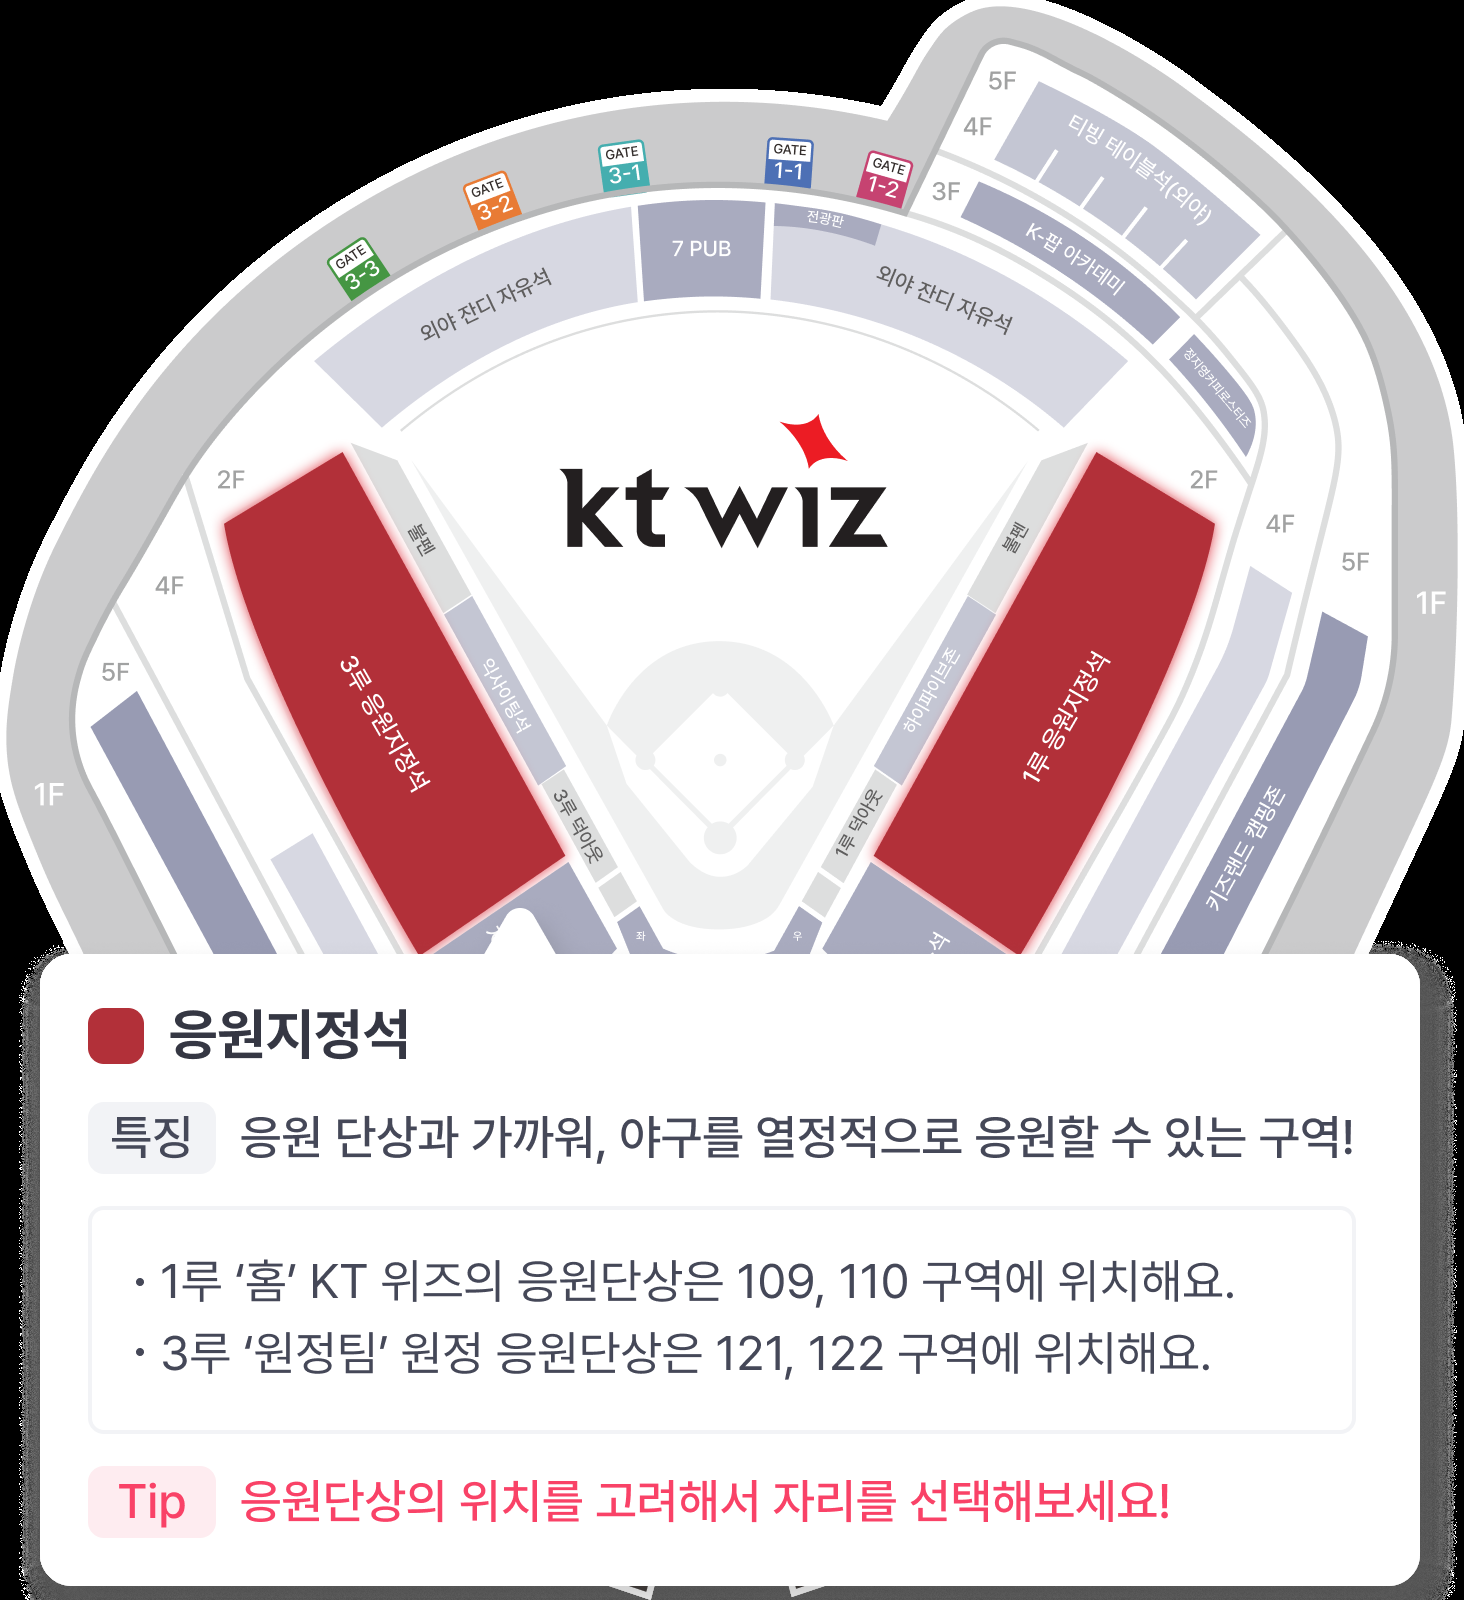 5F
티빙 테이블석(외야)
4F
GATE
3-1
GATE
1-1
GATE
1-2
GATE
3-2
3F
K-팝 아카데미
전광판
7 PUB
GATE
3-3
외야 잔디 자유석
외야 잔디 자유석
정지영커피로스터즈
2F
kt wiz
2F
불펜
불펜
4F
4F
5F
1F
5F
3루 응원지정석
익사이팅석
하이파이브존
1루 응원지정석
1F
3루 덕아웃
1루 덕아웃
키즈랜드 캠핑존
좌
우
석
응원지정석
특징 응원 단상과 가까워, 야구를 열정적으로 응원할 수 있는 구역!
· 1루 ‘홈’ KT 위즈의 응원단상은 109, 110 구역에 위치해요.
· 3루 ‘원정팀’ 원정 응원단상은 121, 122 구역에 위치해요.
Tip 응원단상의 위치를 고려해서 자리를 선택해보세요!